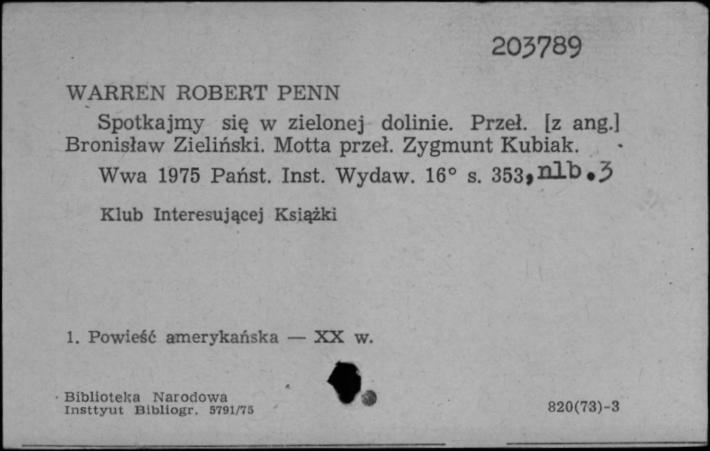 203789
WARREN ROBERT PENN
Spotkajmy się w zielonej dolinie. Przeł. [z ang.]
Bronisław Zieliński. Motta przeł. Zygmunt Kubiak.
Wwa 1975 Państ. Inst. Wydaw. 16° s. 353, nlb.3
Klub Interesującej Książki
1. Powieść amerykańska — XX w.
Biblioteka Narodowa
Insttyut Bibliogr. 5791/75
820(73)-3